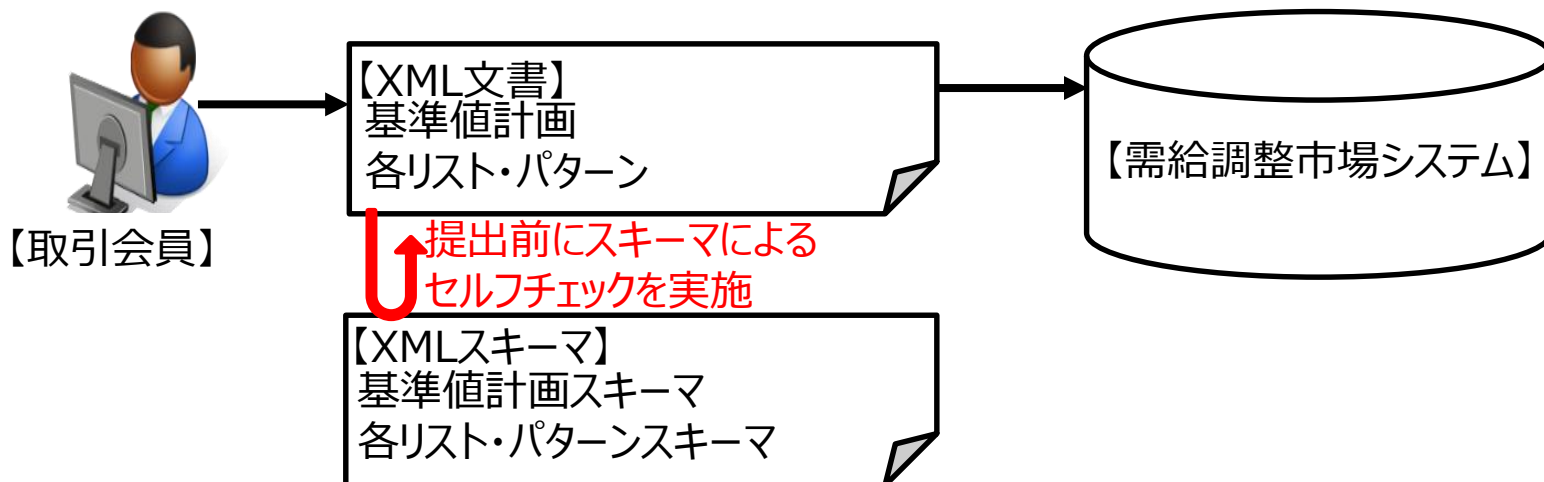 【XML文書】
基準値計画
各リスト・パターン
【需給調整市場システム】
【取引会員】
提出前にスキーマによる
セルフチェックを実施
【XMLスキーマ】
基準値計画スキーマ
各リスト・パターンスキーマ